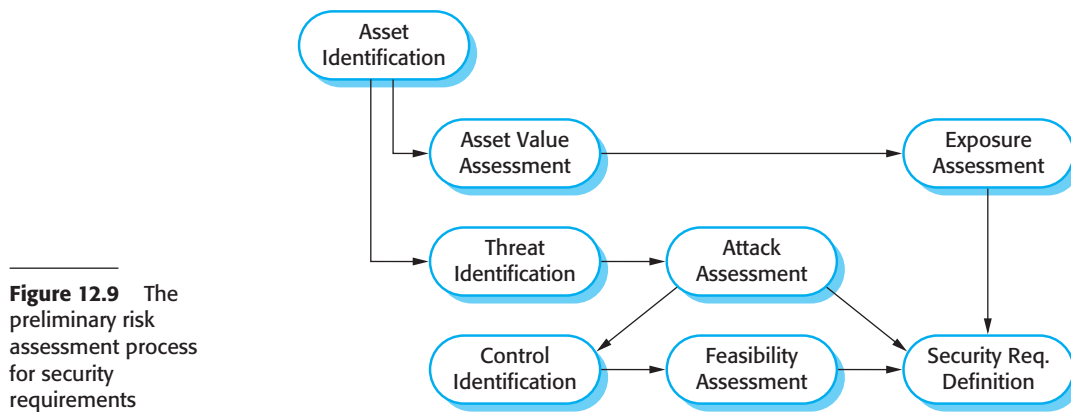 Asset
Identification
Asset Value
Assessment
Exposure
Assessment
Threat
Identification
Attack
Assessment
Control
Identification
Feasibility
Assessment
Security Req.
Definition
Figure 12.9 The
preliminary risk
assessment process
for security
requirements